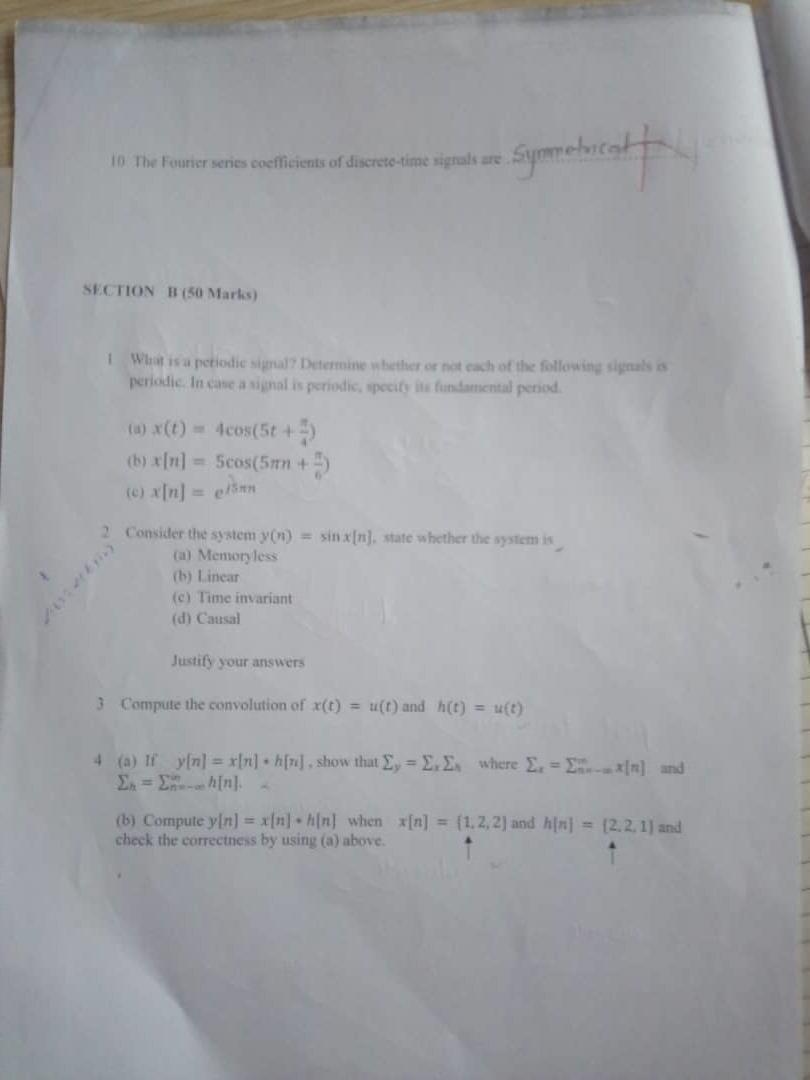 10 The Fourier series coefficients of discrete-time signals are Symmetrical
SECTION B (50 Marks)
1 What is a periodic signal? Determine whether or not each of the following signals is
periodic. In case a signal is periodic, specify its fundamental period.
(a) x(t) = 4cos(5t + π/4)
(b) x[n] = 5cos(5πn + π/6)
(c) x[n] = e^{j5πn}
2 Consider the system y(n) = sin x[n], state whether the system is
(a) Memoryless
(b) Linear
(c) Time invariant
(d) Causal
Justify your answers
3 Compute the convolution of x(t) = u(t) and h(t) = u(t)
4 (a) If y[n] = x[n] * h[n], show that Σ_y = Σ_x Σ_h where Σ_x = Σ_{n=-∞}^{∞} x[n] and
Σ_h = Σ_{n=-∞}^{∞} h[n].
(b) Compute y[n] = x[n] * h[n] when x[n] = {1, 2, 2} and h[n] = {2, 2, 1} and
check the correctness by using (a) above.